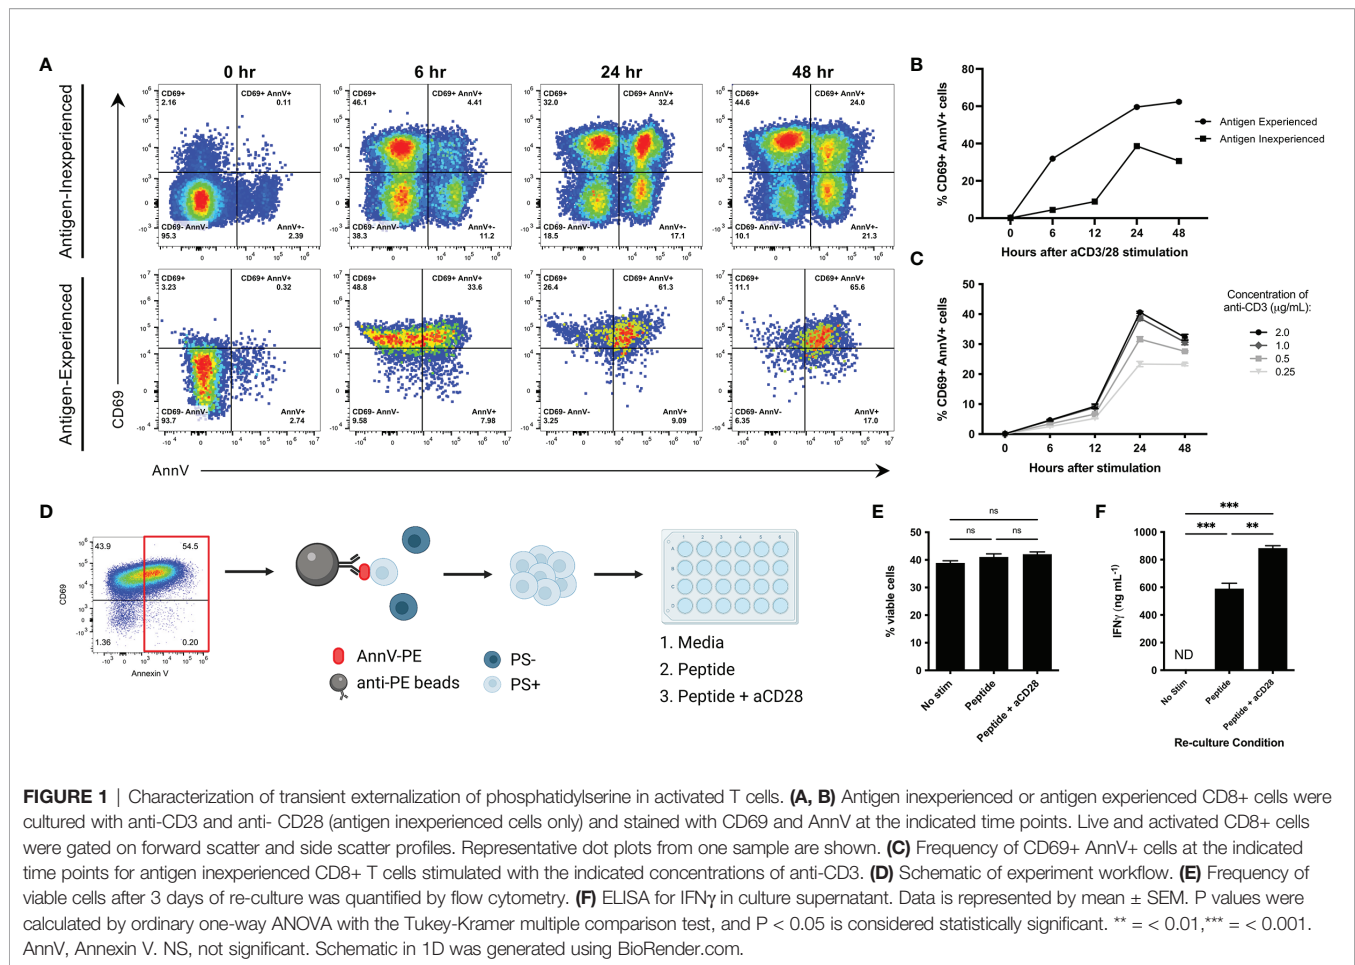 A
0 hr
6 hr
24 hr
48 hr
Antigen-Inexperienced
Antigen-Experienced
CD69
AnnV
CD69+
2.16
CD69+ AnnV+
0.11
CD69- AnnV-
95.3
AnnV+-
2.39
CD69+
46.1
CD69+ AnnV+
4.41
CD69- AnnV-
38.3
AnnV+-
11.2
CD69+
32.0
CD69+ AnnV+
32.4
CD69- AnnV-
18.5
AnnV+-
17.1
CD69+
44.6
CD69+ AnnV+
24.0
CD69- AnnV-
10.1
AnnV+-
21.3
CD69+
3.23
CD69+ AnnV+
0.32
CD69- AnnV-
93.7
AnnV+
2.74
CD69+
48.8
CD69+ AnnV+
33.6
CD69- AnnV-
9.58
AnnV+
7.98
CD69+
26.4
CD69+ AnnV+
61.3
CD69- AnnV-
3.25
AnnV+
9.09
CD69+
11.1
CD69+ AnnV+
65.6
CD69- AnnV-
6.35
AnnV+
17.0
B
% CD69+ AnnV+ cells
80
60
40
20
0
0 6 12 24 48
Hours after aCD3/28 stimulation
Antigen Experienced
Antigen Inexperienced
C
% CD69+ AnnV+ cells
50
40
30
20
10
0
0 6 12 24 48
Hours after stimulation
Concentration of
anti-CD3 (μg/mL):
2.0
1.0
0.5
0.25
D
43.9
54.5
1.36
0.20
CD69
Annexin V
AnnV-PE
anti-PE beads
PS-
PS+
1 2 3 4 5 6
A
B
C
D
1. Media
2. Peptide
3. Peptide + aCD28
E
% viable cells
50
40
30
20
10
0
ns
ns
ns
No stim
Peptide
Peptide + aCD28
F
IFNγ (ng mL-1)
1000
800
600
400
200
0
***
***
**
ND
No Stim
Peptide
Peptide + aCD28
Re-culture Condition
FIGURE 1 | Characterization of transient externalization of phosphatidylserine in activated T cells. (A, B) Antigen inexperienced or antigen experienced CD8+ cells were
cultured with anti-CD3 and anti- CD28 (antigen inexperienced cells only) and stained with CD69 and AnnV at the indicated time points. Live and activated CD8+ cells
were gated on forward scatter and side scatter profiles. Representative dot plots from one sample are shown. (C) Frequency of CD69+ AnnV+ cells at the indicated
time points for antigen inexperienced CD8+ T cells stimulated with the indicated concentrations of anti-CD3. (D) Schematic of experiment workflow. (E) Frequency of
viable cells after 3 days of re-culture was quantified by flow cytometry. (F) ELISA for IFNγ in culture supernatant. Data is represented by mean ± SEM. P values were
calculated by ordinary one-way ANOVA with the Tukey-Kramer multiple comparison test, and P < 0.05 is considered statistically significant. ** = < 0.01,*** = < 0.001.
AnnV, Annexin V. NS, not significant. Schematic in 1D was generated using BioRender.com.